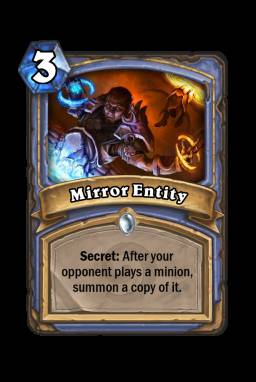 3
Mirror Entity
Secret: After your
opponent plays a minion,
summon a copy of it.